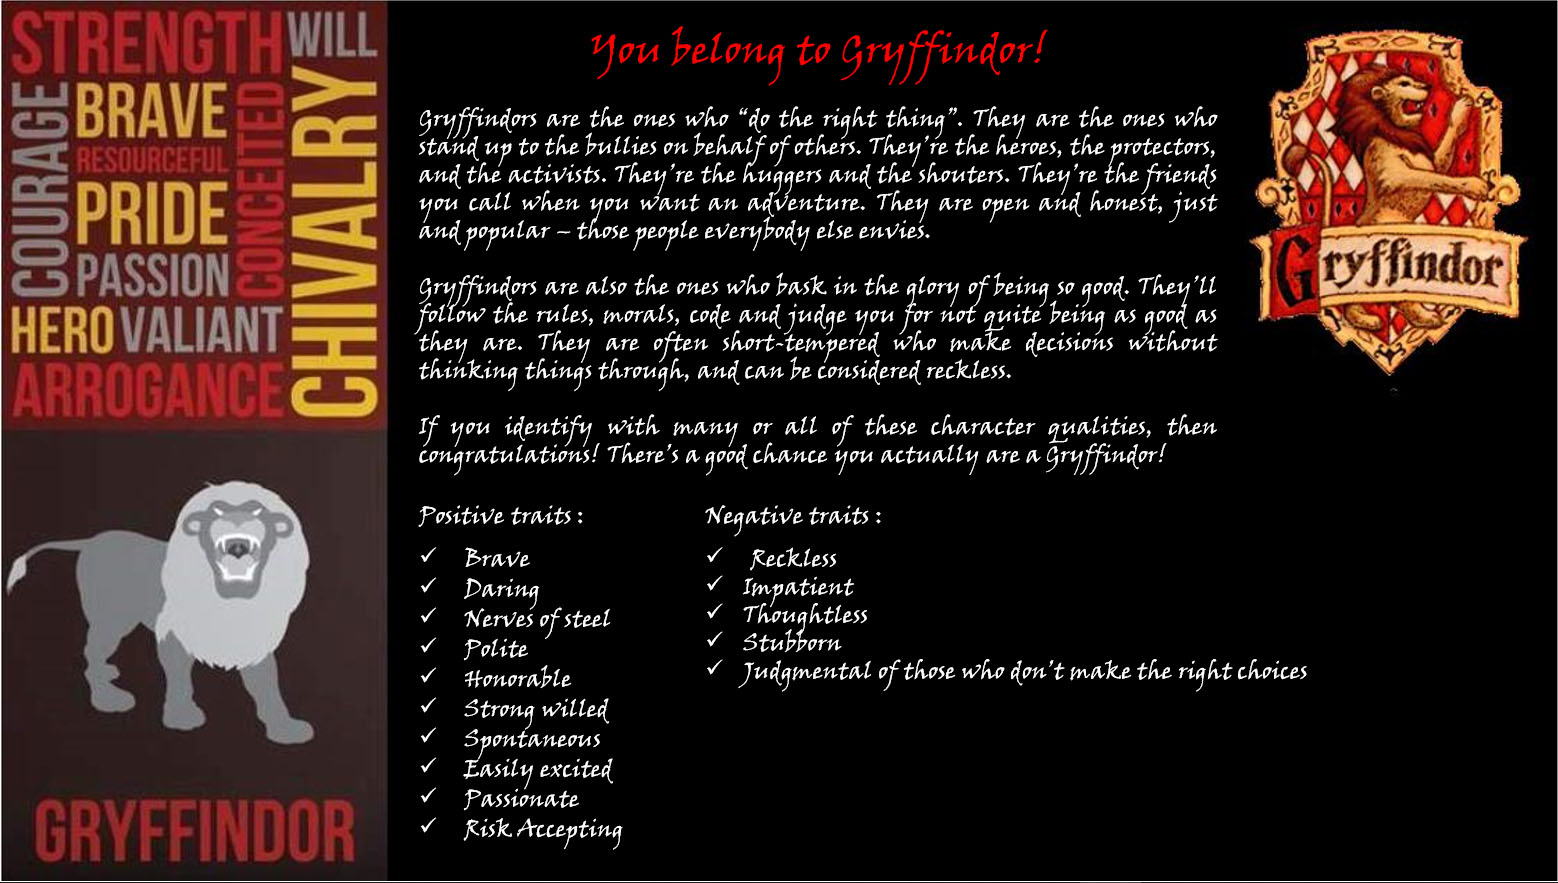 STRENGTH
WILL
COURAGE
BRAVE
RESOURCEFUL
PRIDE
PASSION
CONCEITED
CHIVALRY
HERO
VALIANT
ARROGANCE
GRYFFINDOR
You belong to Gryffindor!
Gryffindors are the ones who “do the right thing”. They are the ones who
stand up to the bullies on behalf of others. They’re the heroes, the protectors,
and the activists. They’re the huggers and the shouters. They’re the friends
you call when you want an adventure. They are open and honest, just
and popular – those people everybody else envies.
Gryffindors are also the ones who bask in the glory of being so good. They’ll
follow the rules, morals, code and judge you for not quite being as good as
they are. They are often short-tempered who make decisions without
thinking things through, and can be considered reckless.
If you identify with many or all of these character qualities, then
congratulations! There’s a good chance you actually are a Gryffindor!
Positive traits :
✓ Brave
✓ Daring
✓ Nerves of steel
✓ Polite
✓ Honorable
✓ Strong willed
✓ Spontaneous
✓ Easily excited
✓ Passionate
✓ Risk Accepting
Negative traits :
✓ Reckless
✓ Impatient
✓ Thoughtless
✓ Stubborn
✓ Judgmental of those who don’t make the right choices
Gryffindor